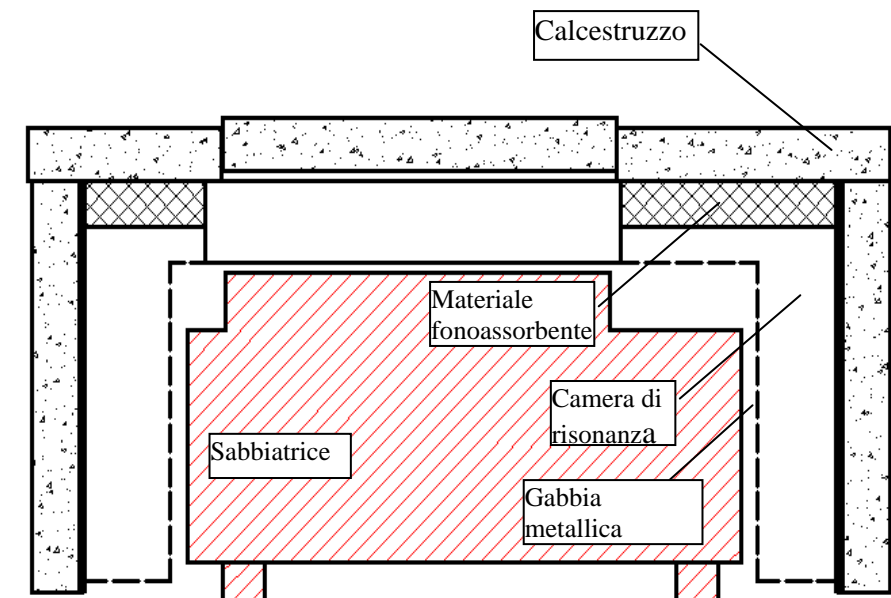 Calcestruzzo
Materiale
fonoassorbente
Camera di
risonanza
Sabbiatrice
Gabbia
metallica